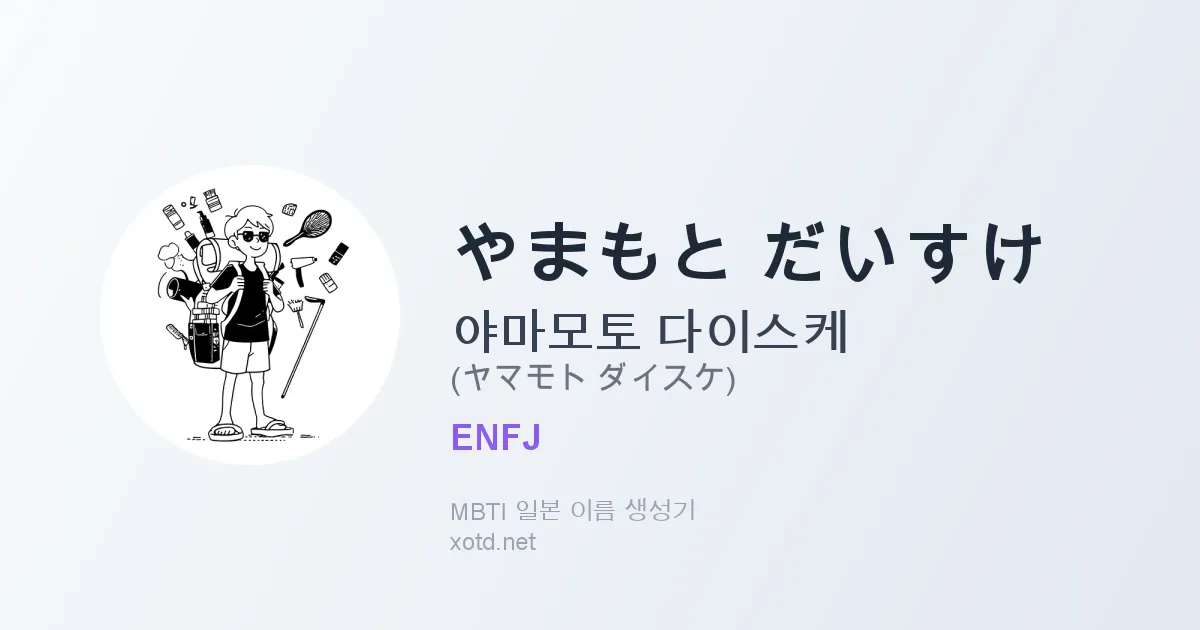 やまもと だいすけ
야마모토 다이스케
(ヤマモト ダイスケ)
ENFJ
MBTI 일본 이름 생성기
xotd.net